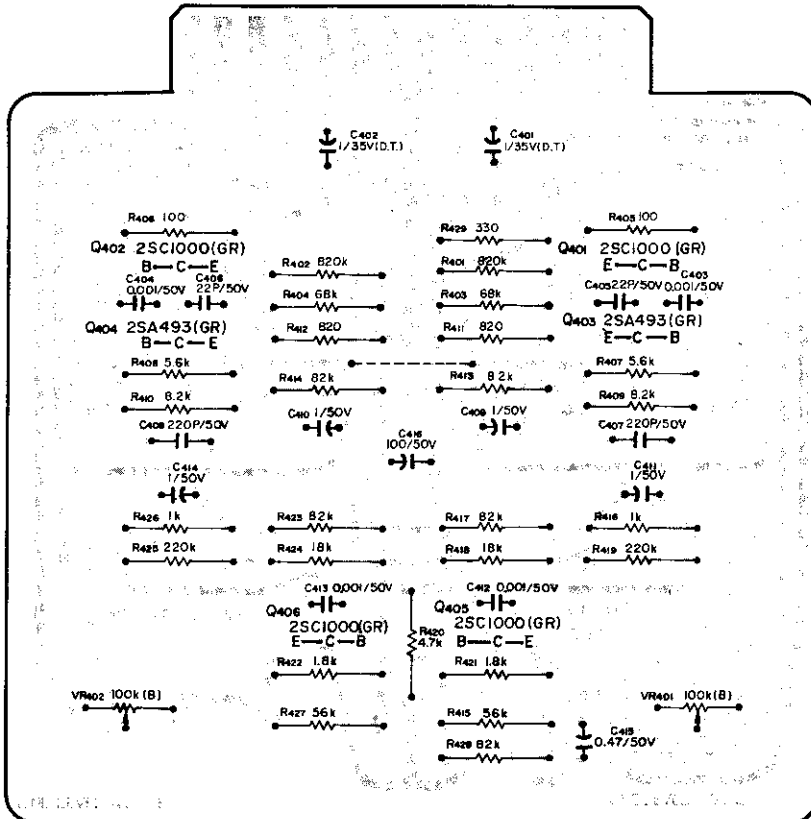 C402
1/35V(D.T.)
C401
1/35V(D.T)
R406 100
Q402 2SC1000(GR)
B—C—E
C404
0.001/50V
C406
22P/50V
Q404 2SA493(GR)
B—C—E
R408 5.6k
R410 8.2k
C408 220P/50V
C414
1/50V
R426 1k
R425 220k
R402 820k
R404 68k
R412 820
R414 82k
C410 1/50V
C416
100/50V
R429 330
R401 820k
R403 68k
R411 820
R413 8.2k
C409 1/50V
R405 100
Q401 2SC1000(GR)
E—C—B
C405 22P/50V
C403
0.001/50V
Q403 2SA493(GR)
E—C—B
R407 5.6k
R409 8.2k
C407 220P/50V
C411
1/50V
R416 1k
R419 220k
R423 82k
R424 18k
C413 0.001/50V
Q406
2SC1000(GR)
E—C—B
R422 1.8k
R427 56k
R417 82k
R418 18k
C412 0.001/50V
Q405
2SC1000(GR)
B—C—E
R420
4.7k
R421 1.8k
R415 56k
R428 82k
C415
0.47/50V
VR402 100k(B)
VR401 100k(B)